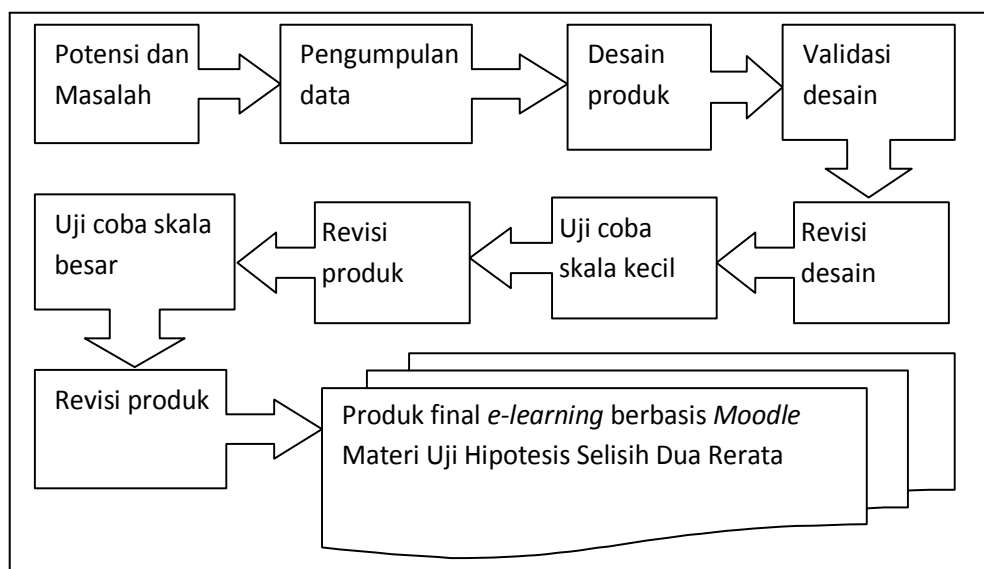 Potensi dan
Masalah
Pengumpulan
data
Desain
produk
Validasi
desain
Revisi
desain
Uji coba
skala kecil
Revisi
produk
Uji coba skala
besar
Revisi produk
Produk final e-learning berbasis Moodle
Materi Uji Hipotesis Selisih Dua Rerata